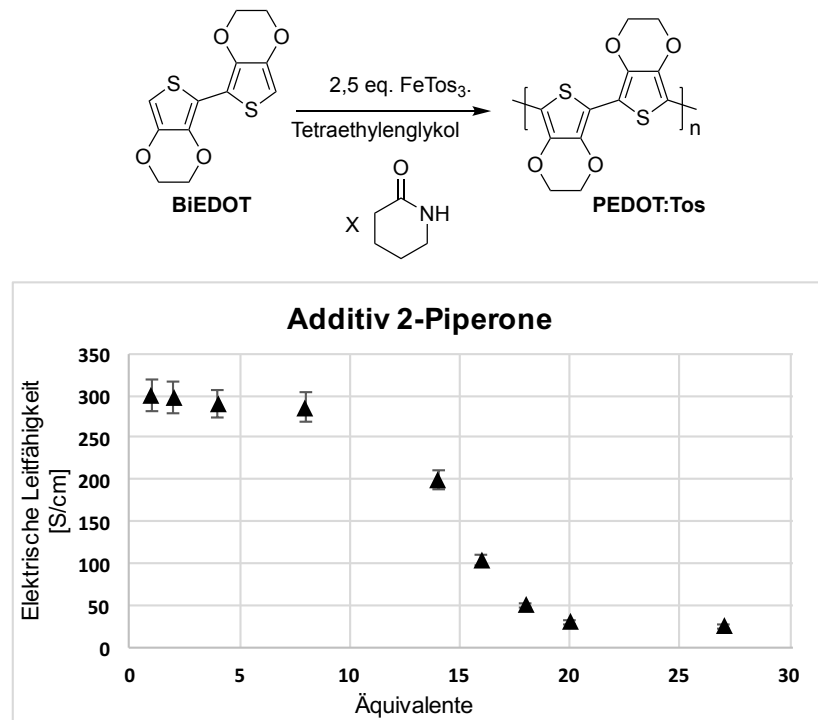 O O
S
2,5 eq. FeTos3.
Tetraethylenglykol
S
O O
BiEDOT
X
O
NH
O O
S
S
n
O O
PEDOT:Tos
Additiv 2-Piperone
Elektrische Leitfähigkeit
[S/cm]
350
300
250
200
150
100
50
0
0 5 10 15 20 25 30
Äquivalente